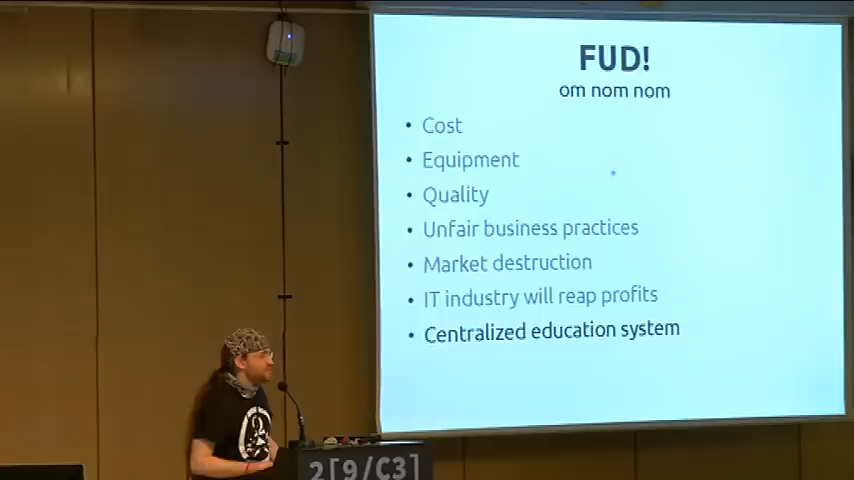 FUD!
om nom nom
• Cost
• Equipment
• Quality
• Unfair business practices
• Market destruction
• IT industry will reap profits
• Centralized education system
2[9/C3]